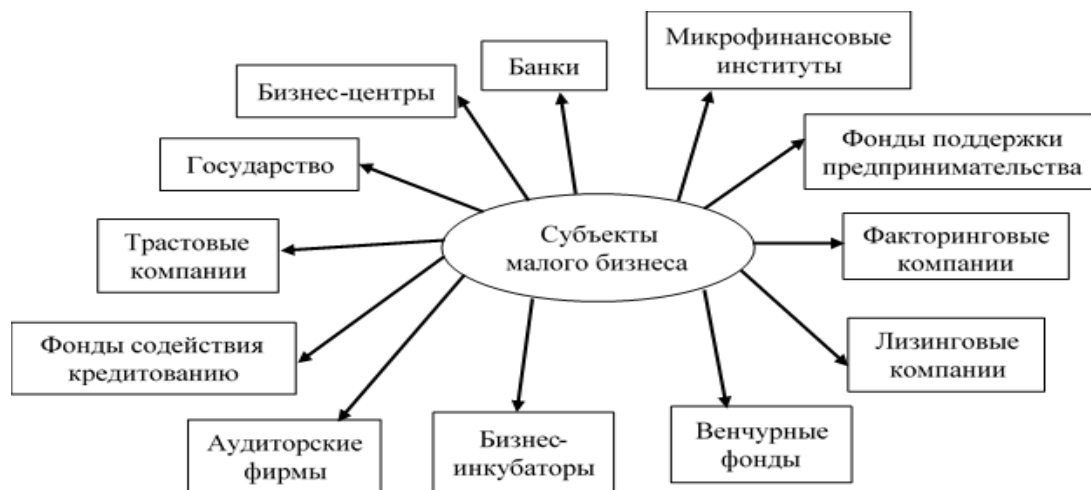 Микрофинансовые
институты
Банки
Бизнес-центры
Фонды поддержки
предпринимательства
Государство
Субъекты
малого бизнеса
Трастовые
компании
Факторинговые
компании
Фонды содействия
кредитованию
Лизинговые
компании
Аудиторские
фирмы
Бизнес-
инкубаторы
Венчурные
фонды